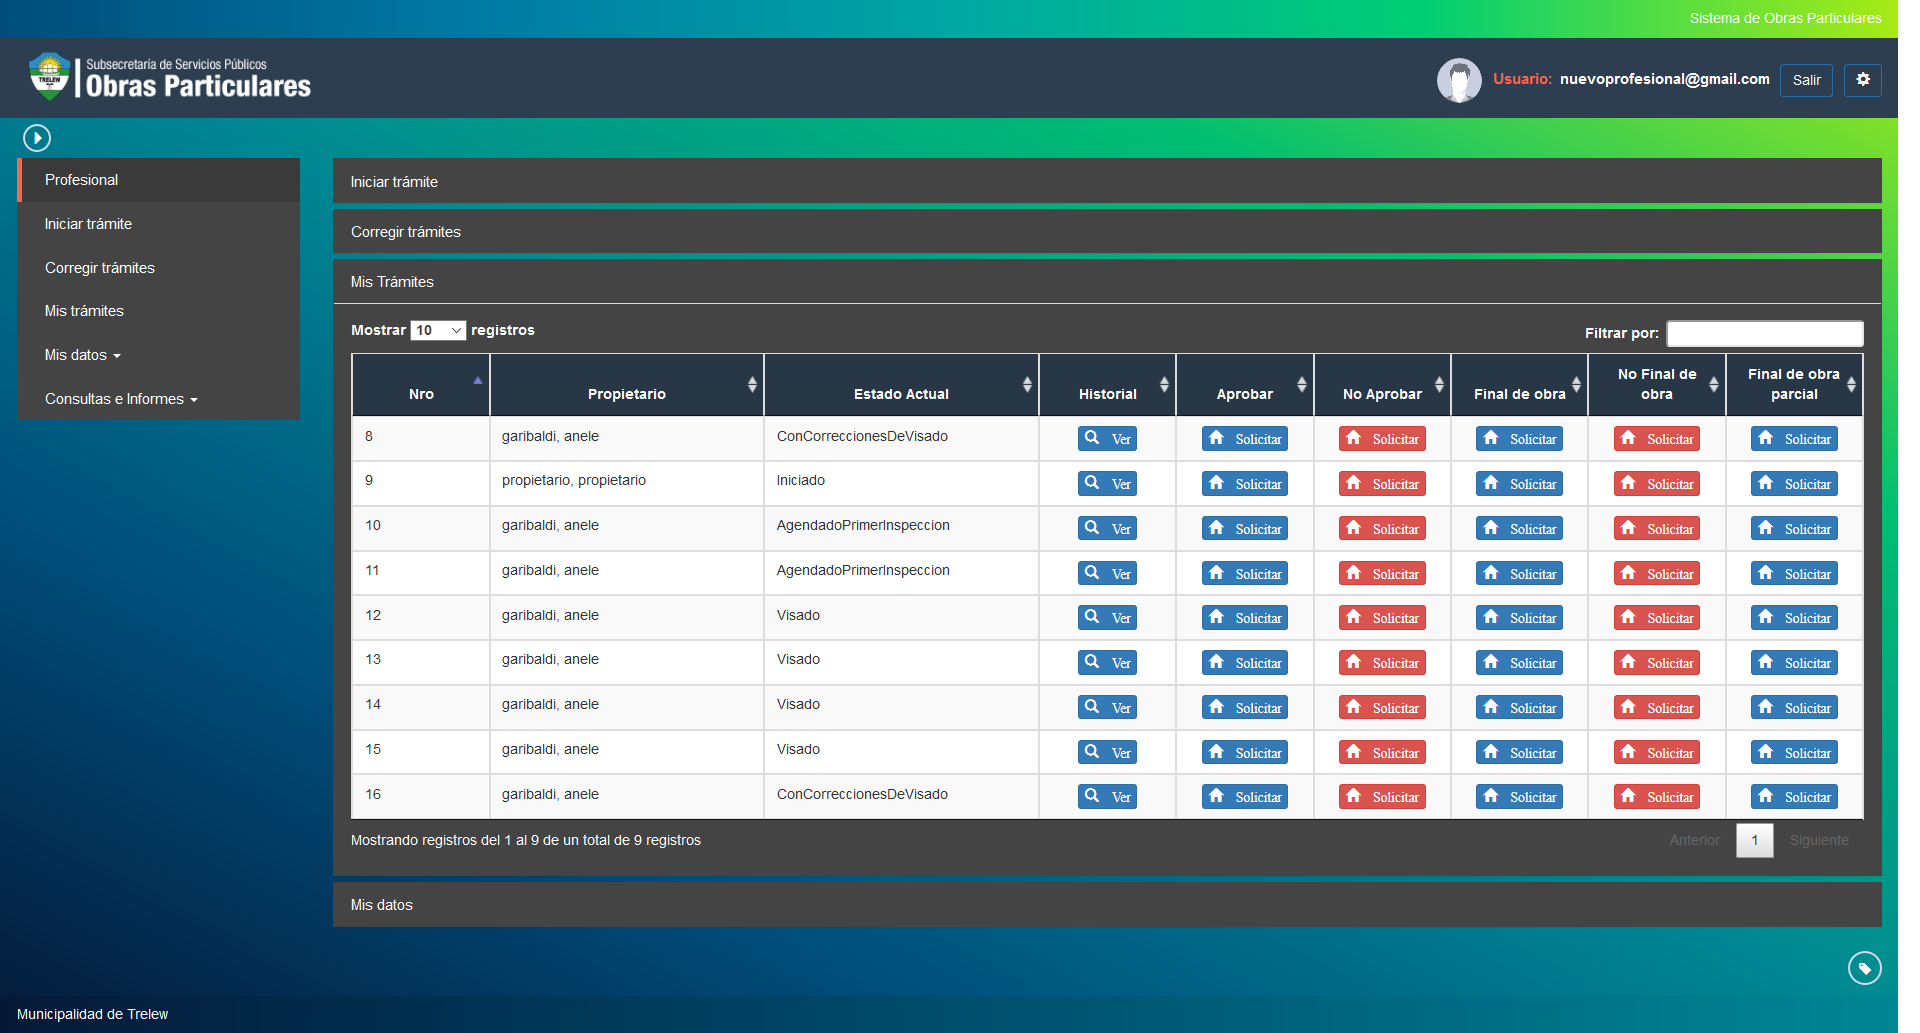 Sistema de Obras Particulares
TRELEW
Subsecretaría de Servicios Públicos
Obras Particulares
Usuario: nuevoprofesional@gmail.com Salir
Profesional
Iniciar trámite
Corregir trámites
Mis trámites
Mis datos
Consultas e Informes
Iniciar trámite
Corregir trámites
Mis Trámites
Mostrar 10 registros
Filtrar por:
Nro Propietario Estado Actual Historial Aprobar No Aprobar Final de obra No Final de obra Final de obra parcial
8 garibaldi, anele ConCorreccionesDeVisado Ver Solicitar Solicitar Solicitar Solicitar Solicitar
9 propietario, propietario Iniciado Ver Solicitar Solicitar Solicitar Solicitar Solicitar
10 garibaldi, anele AgendadoPrimerInspeccion Ver Solicitar Solicitar Solicitar Solicitar Solicitar
11 garibaldi, anele AgendadoPrimerInspeccion Ver Solicitar Solicitar Solicitar Solicitar Solicitar
12 garibaldi, anele Visado Ver Solicitar Solicitar Solicitar Solicitar Solicitar
13 garibaldi, anele Visado Ver Solicitar Solicitar Solicitar Solicitar Solicitar
14 garibaldi, anele Visado Ver Solicitar Solicitar Solicitar Solicitar Solicitar
15 garibaldi, anele Visado Ver Solicitar Solicitar Solicitar Solicitar Solicitar
16 garibaldi, anele ConCorreccionesDeVisado Ver Solicitar Solicitar Solicitar Solicitar Solicitar
Mostrando registros del 1 al 9 de un total de 9 registros
Anterior 1 Siguiente
Mis datos
Municipalidad de Trelew